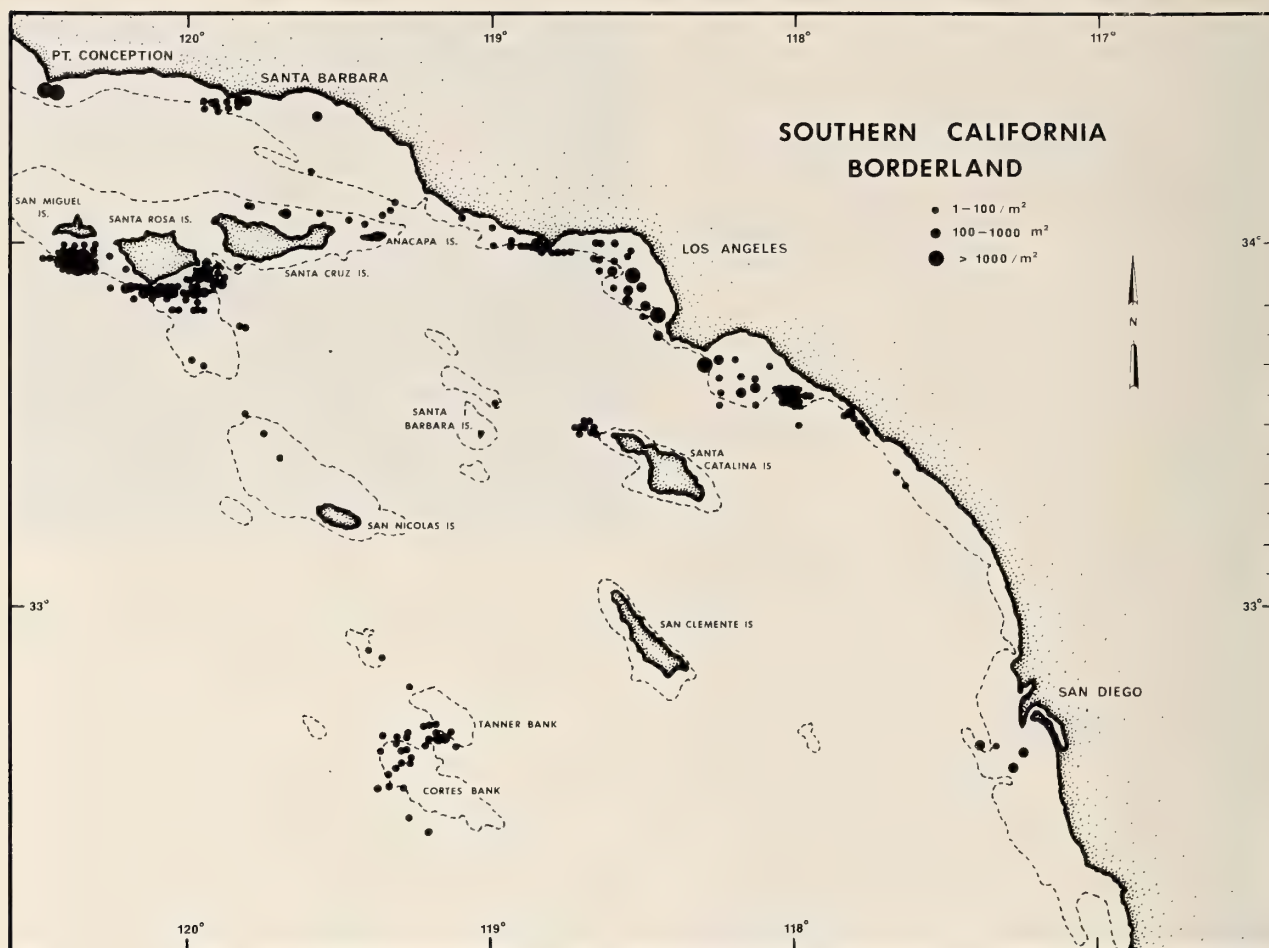 120°
119°
118°
117°
PT. CONCEPTION
SANTA BARBARA
SOUTHERN CALIFORNIA
BORDERLAND
1–100 / m²
100–1000 m²
> 1000 / m²
SAN MIGUEL
IS.
SANTA ROSA IS.
ANACAPA IS.
SANTA CRUZ IS.
LOS ANGELES
34°
N
SANTA
BARBARA IS.
SANTA
CATALINA IS
SAN NICOLAS IS
33°
33°
SAN CLEMENTE IS
SAN DIEGO
TANNER BANK
CORTES BANK
120°
119°
118°